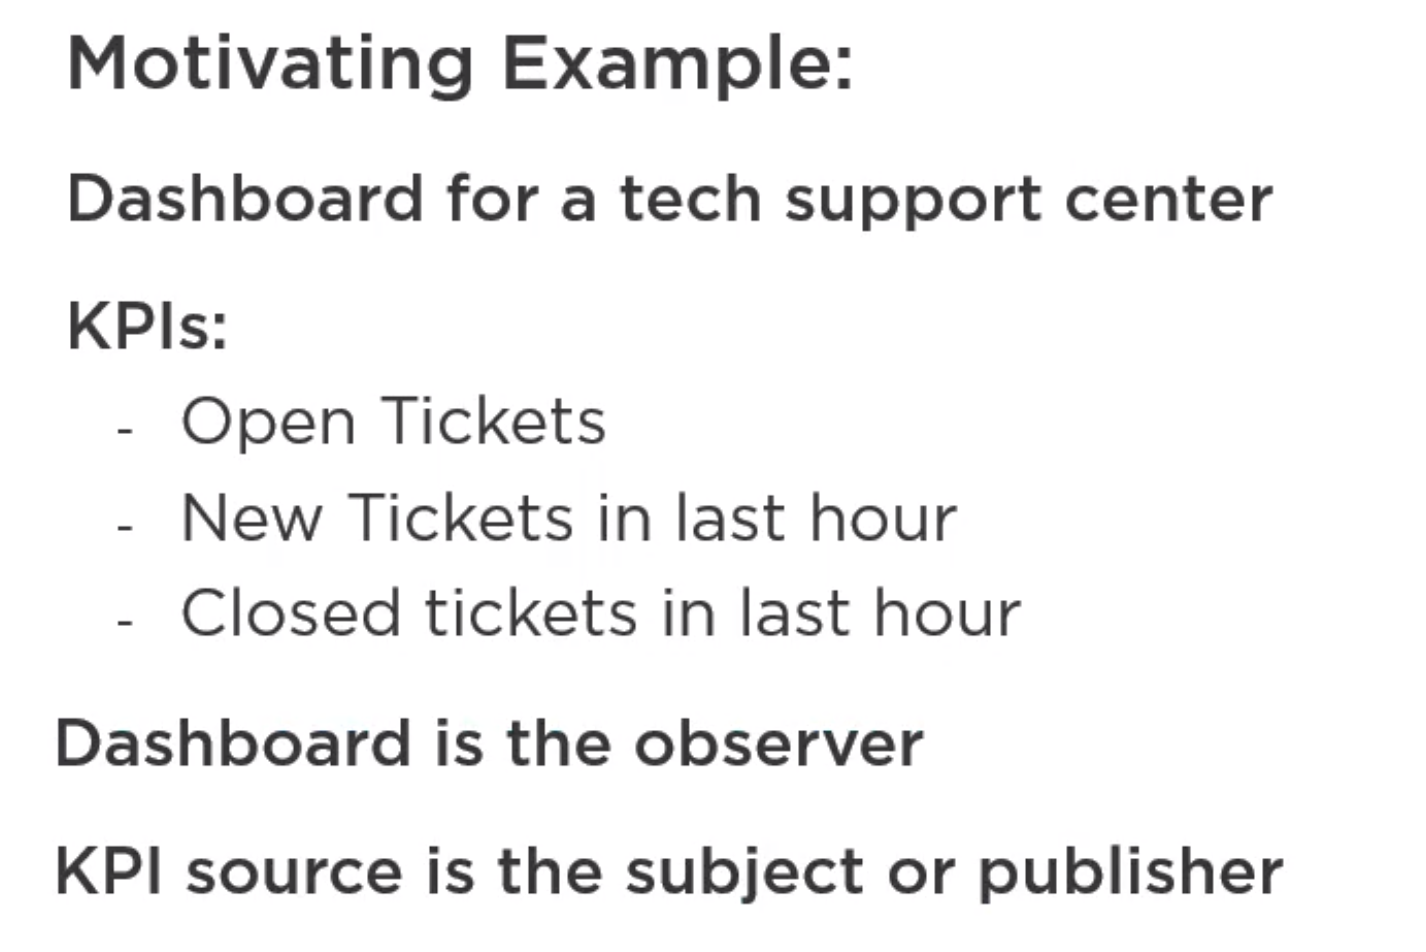 Motivating Example:
Dashboard for a tech support center
KPIs:
- Open Tickets
- New Tickets in last hour
- Closed tickets in last hour
Dashboard is the observer
KPI source is the subject or publisher